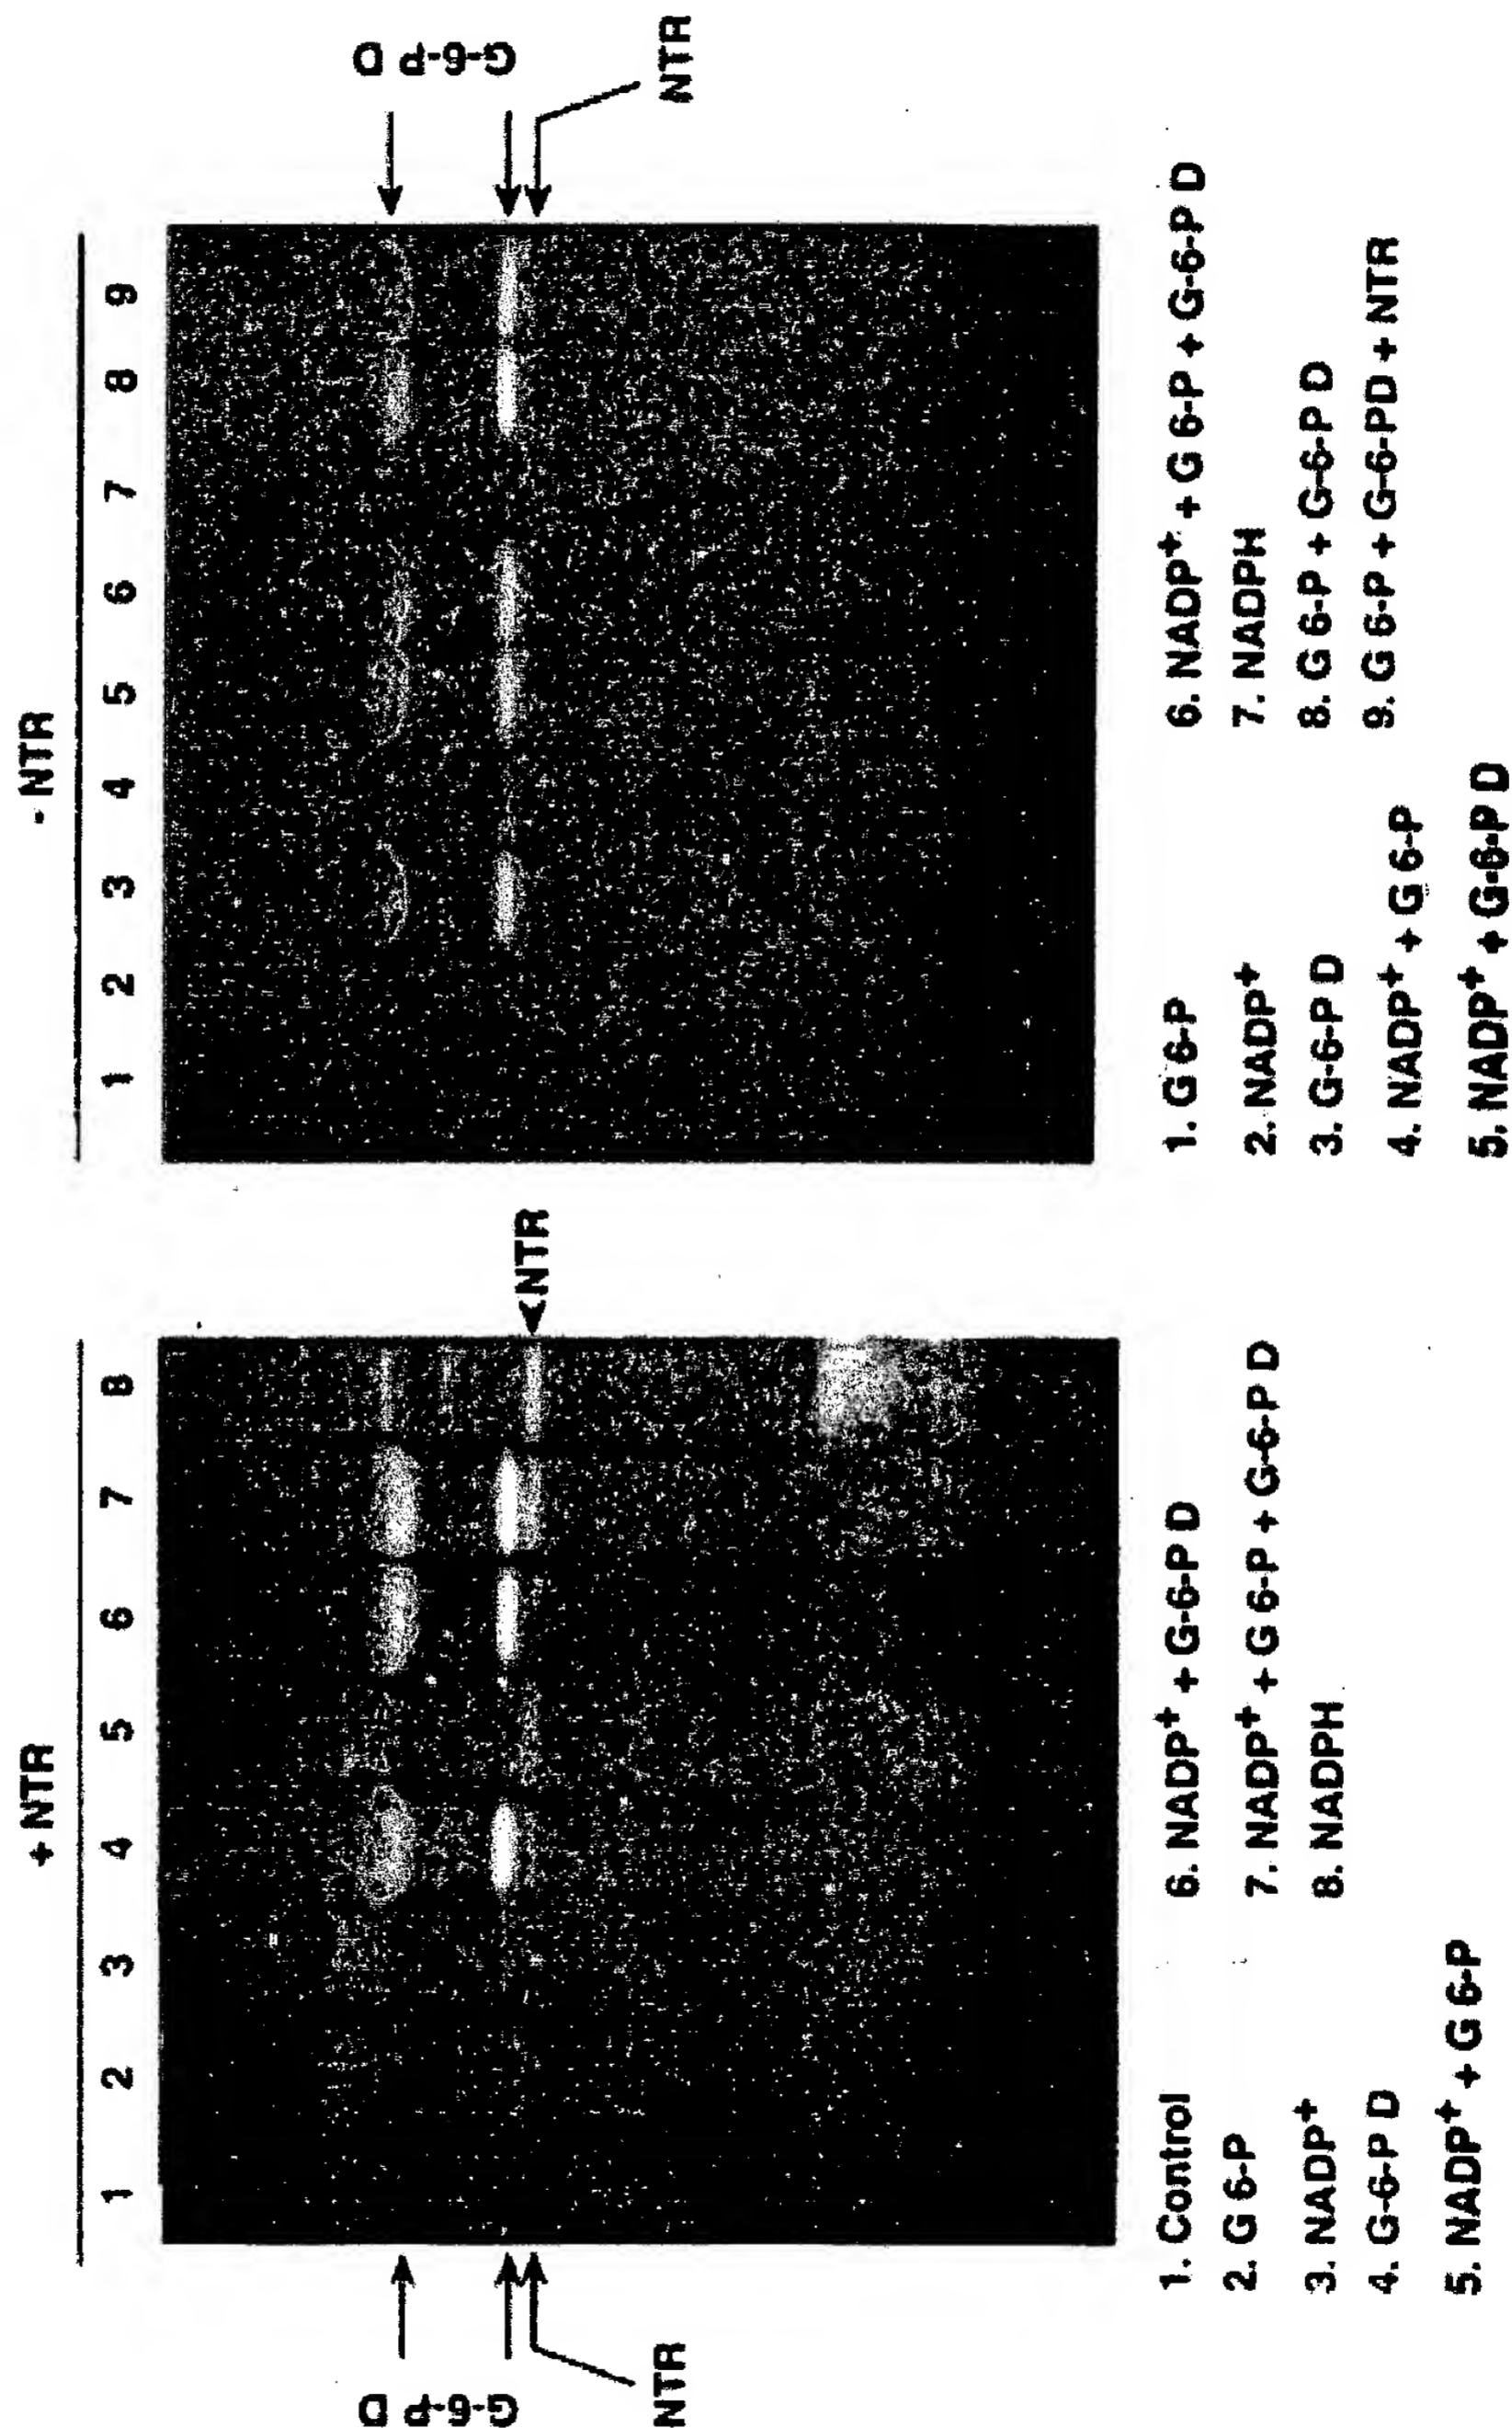 + NTR
1 2 3 4 5 6 7 8
G-6-P D
NTR
NTR
1. Control
2. G 6-P
3. NADP+
4. G-6-P D
5. NADP+ + G 6-P
6. NADP+ + G-6-P D
7. NADP+ + G 6-P + G-6-P D
8. NADPH
- NTR
1 2 3 4 5 6 7 8 9
G-6-P D
NTR
1. G 6-P
2. NADP+
3. G-6-P D
4. NADP+ + G 6-P
5. NADP+ + G-6-P D
6. NADP+ + G 6-P + G-6-P D
7. NADPH
8. G 6-P + G-6-P D
9. G 6-P + G-6-PD + NTR